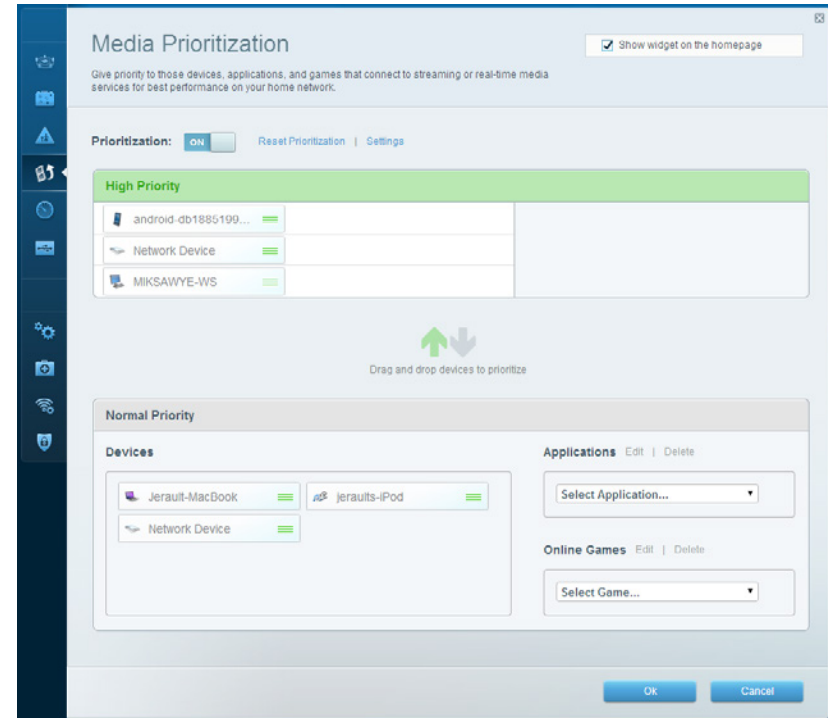 Media Prioritization
Show widget on the homepage
Give priority to those devices, applications, and games that connect to streaming or real-time media
services for best performance on your home network.
Prioritization: ON Reset Prioritization | Settings
High Priority
android-db1885199...
Network Device
MIKSAWYE-WS
Drag and drop devices to prioritize
Normal Priority
Devices
Jerault-MacBook
jeraults-iPod
Network Device
Applications Edit | Delete
Select Application...
Online Games Edit | Delete
Select Game...
Ok
Cancel